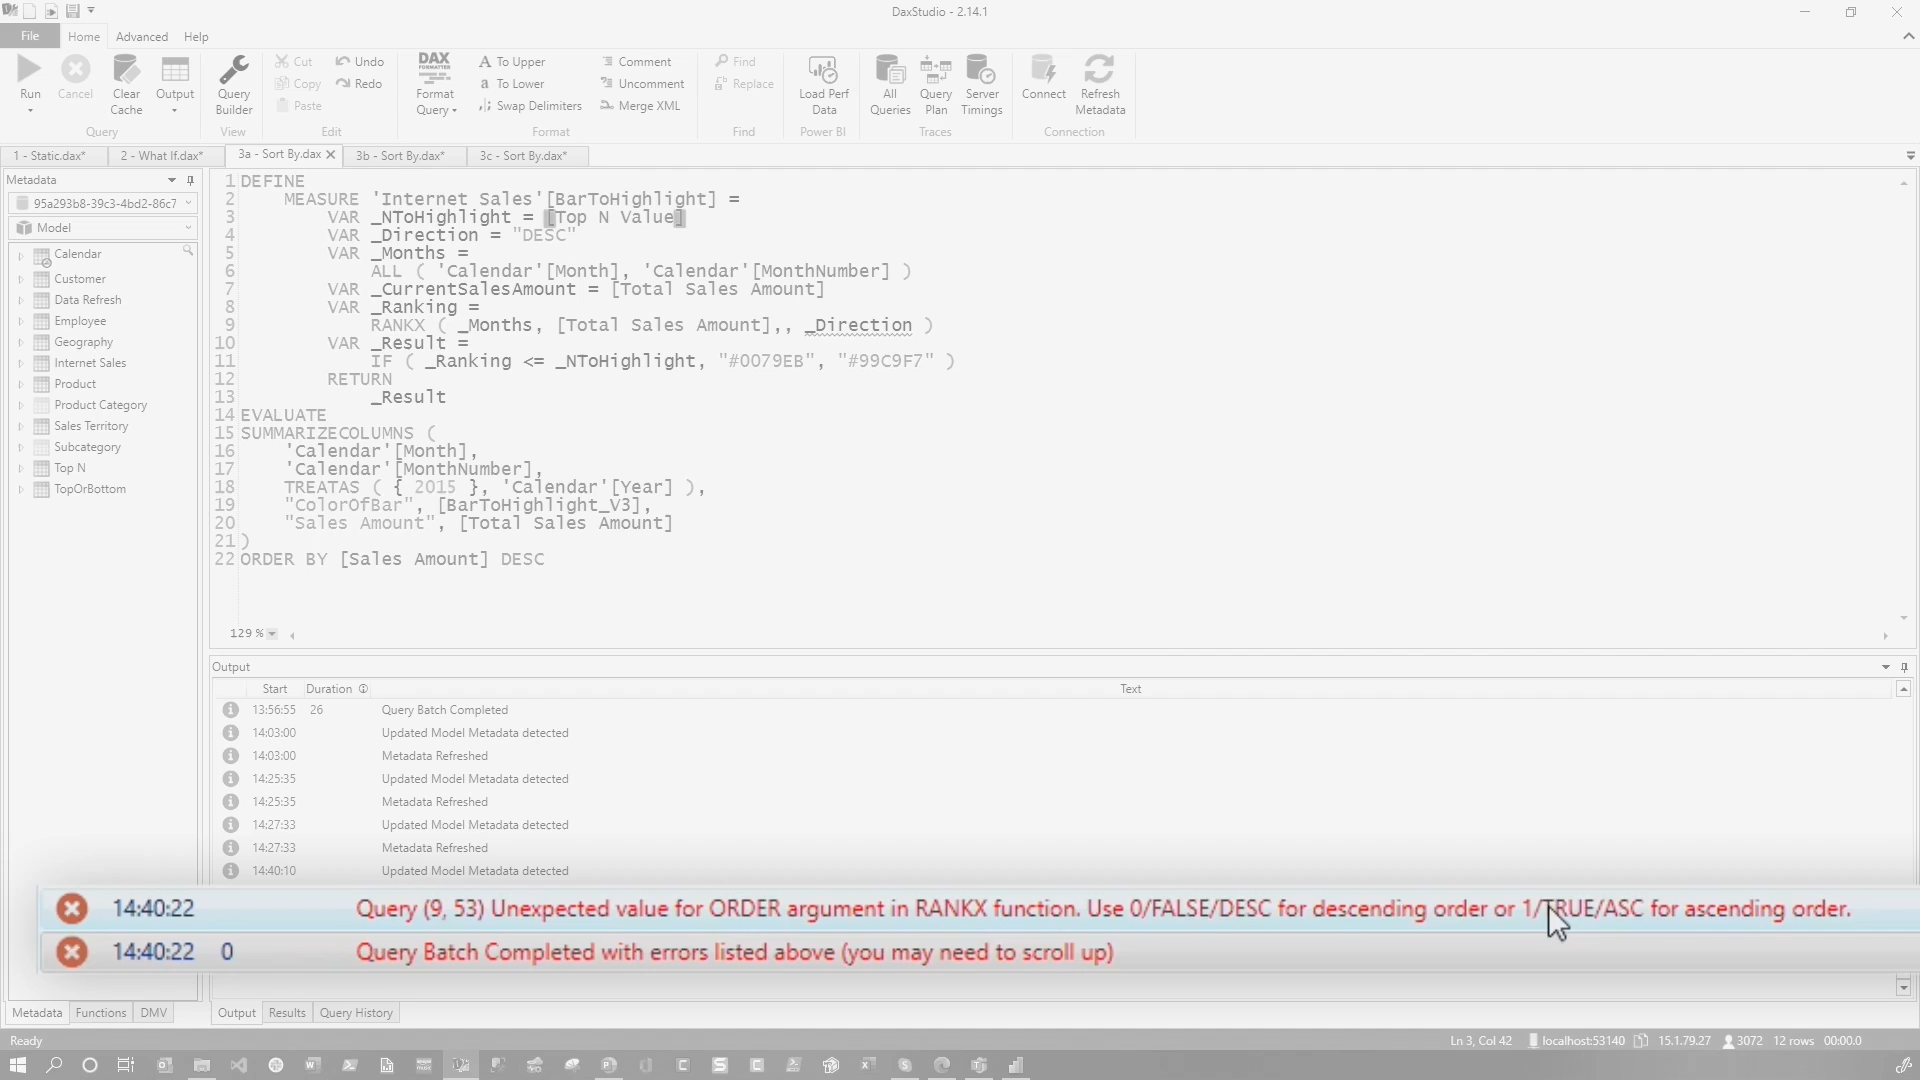 DaxStudio - 2.14.1
File Home Advanced Help
Run Cancel Clear Cache Output Query Builder Cut Copy Paste Undo Redo DAX FORMATTER Format Query A To Upper a To Lower Swap Delimiters Comment Uncomment Merge XML Find Replace Load Perf Data All Queries Query Plan Server Timings Connect Refresh Metadata
Query View Edit Format Find Power BI Traces Connection
1 - Static.dax* 2 - What If.dax* 3a - Sort By.dax 3b - Sort By.dax* 3c - Sort By.dax*
Metadata
95a293b8-39c3-4bd2-86c7
Model
Calendar
Customer
Data Refresh
Employee
Geography
Internet Sales
Product
Product Category
Sales Territory
Subcategory
Top N
TopOrBottom
1 DEFINE
2 MEASURE 'Internet Sales'[BarToHighlight] =
3 VAR _NToHighlight = [Top N Value]
4 VAR _Direction = "DESC"
5 VAR _Months =
6 ALL ( 'Calendar'[Month], 'Calendar'[MonthNumber] )
7 VAR _CurrentSalesAmount = [Total Sales Amount]
8 VAR _Ranking =
9 RANKX ( _Months, [Total Sales Amount],, _Direction )
10 VAR _Result =
11 IF ( _Ranking <= _NToHighlight, "#0079EB", "#99C9F7" )
12 RETURN
13 _Result
14 EVALUATE
15 SUMMARIZECOLUMNS (
16 'Calendar'[Month],
17 'Calendar'[MonthNumber],
18 TREATAS ( { 2015 }, 'Calendar'[Year] ),
19 "ColorOfBar", [BarToHighlight_V3],
20 "Sales Amount", [Total Sales Amount]
21 )
22 ORDER BY [Sales Amount] DESC
129 %
Output
Start Duration Text
13:56:55 26 Query Batch Completed
14:03:00 Updated Model Metadata detected
14:03:00 Metadata Refreshed
14:25:35 Updated Model Metadata detected
14:25:35 Metadata Refreshed
14:27:33 Updated Model Metadata detected
14:27:33 Metadata Refreshed
14:40:10 Updated Model Metadata detected
14:40:22 Query (9, 53) Unexpected value for ORDER argument in RANKX function. Use 0/FALSE/DESC for descending order or 1/TRUE/ASC for ascending order.
14:40:22 0 Query Batch Completed with errors listed above (you may need to scroll up)
Metadata Functions DMV Output Results Query History
Ready Ln 3, Col 42 localhost:53140 15.1.79.27 3072 12 rows 00:00.0